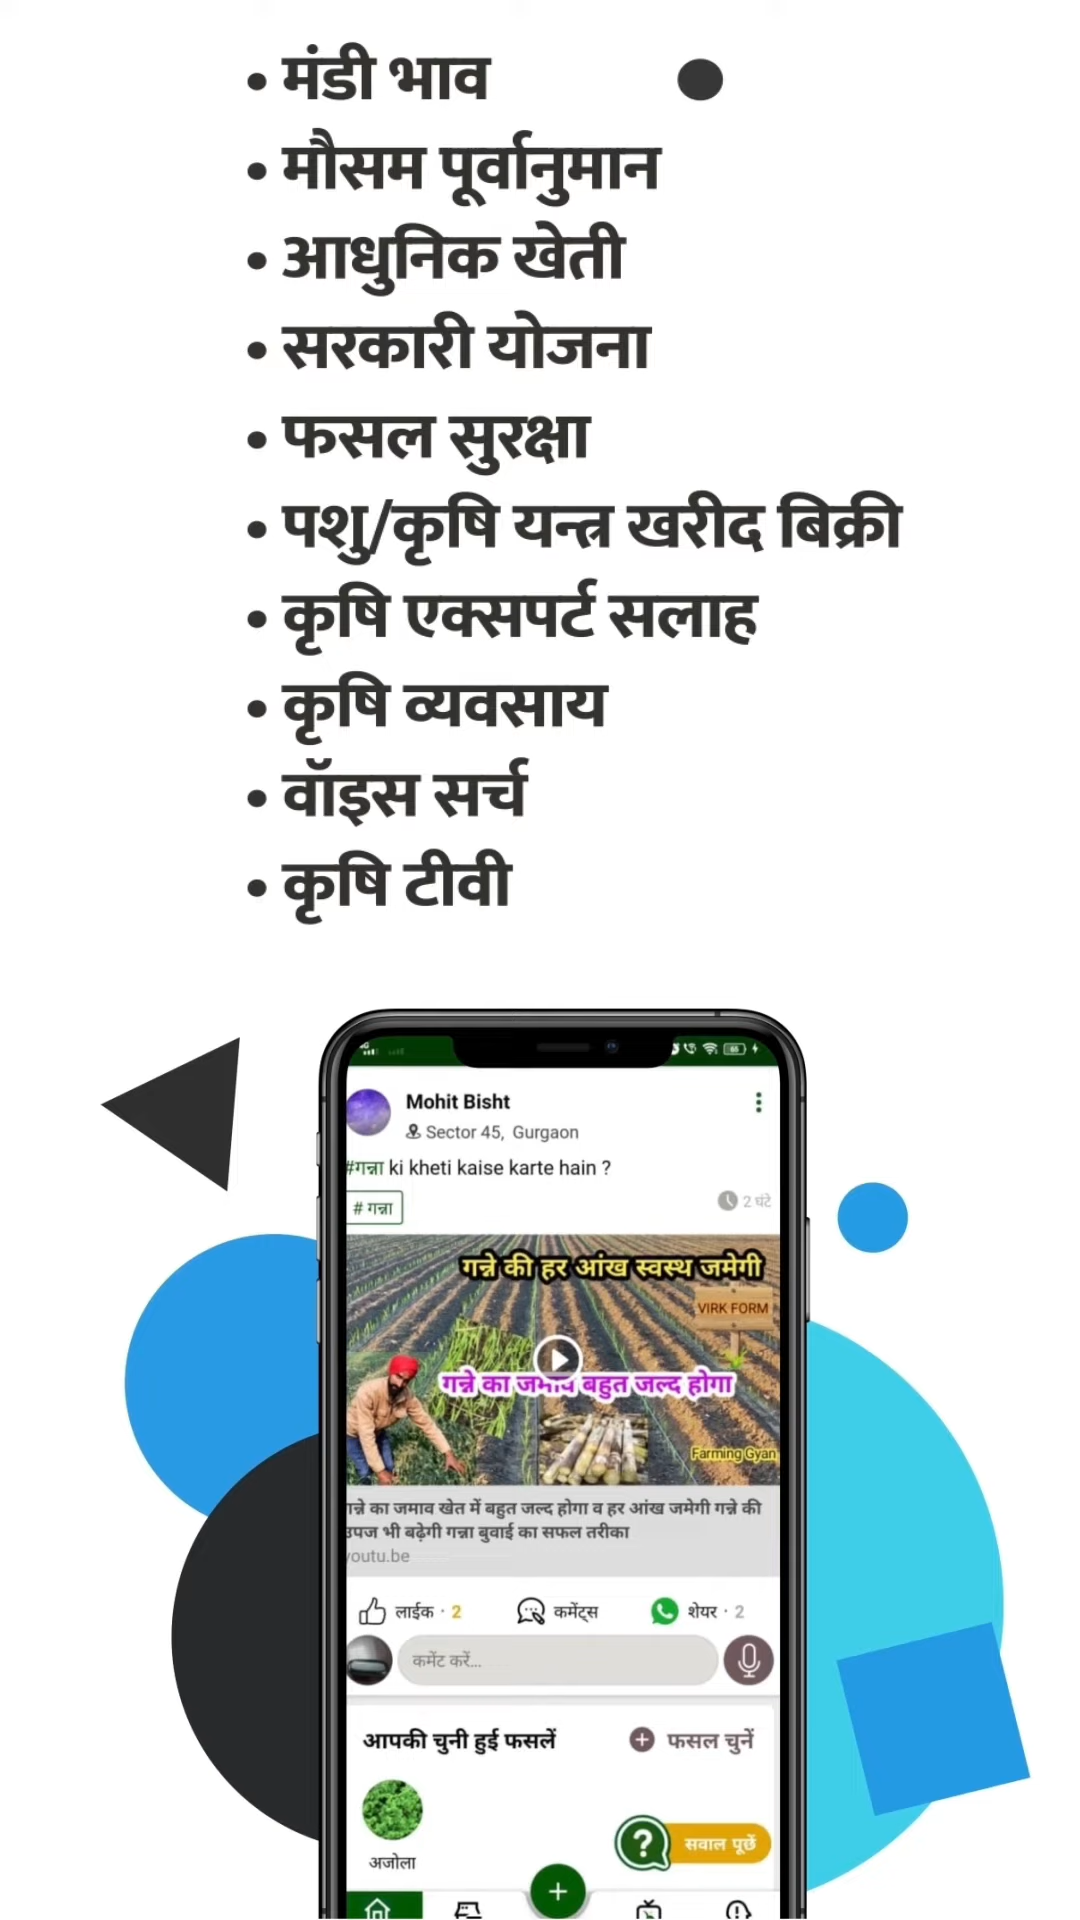 • मंडी भाव
• मौसम पूर्वानुमान
• आधुनिक खेती
• सरकारी योजना
• फसल सुरक्षा
• पशु/कृषि यन्त्र खरीद बिक्री
• कृषि एक्सपर्ट सलाह
• कृषि व्यवसाय
• वॉइस सर्च
• कृषि टीवी
Mohit Bisht
Sector 45, Gurgaon
#गन्ना ki kheti kaise karte hain ?
# गन्ना
2 घंटे
गन्ने की हर आंख स्वस्थ जमेगी
VIRK FORM
गन्ने का जमाव बहुत जल्द होगा
Farming Gyan
गन्ने का जमाव खेत में बहुत जल्द होगा व हर आंख जमेगी गन्ने की
उपज भी बढ़ेगी गन्ना बुवाई का सफल तरीका
youtu.be
लाईक · 2 कमेंट्स शेयर · 2
कमेंट करें...
आपकी चुनी हुई फसलें + फसल चुनें
अजोला
? सवाल पूछें
+